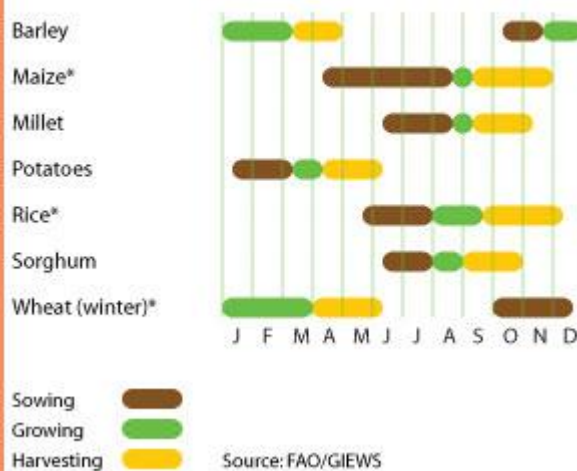 Barley
Maize*
Millet
Potatoes
Rice*
Sorghum
Wheat (winter)*
J F M A M J J A S O N D
Sowing
Growing
Harvesting
Source: FAO/GIEWS